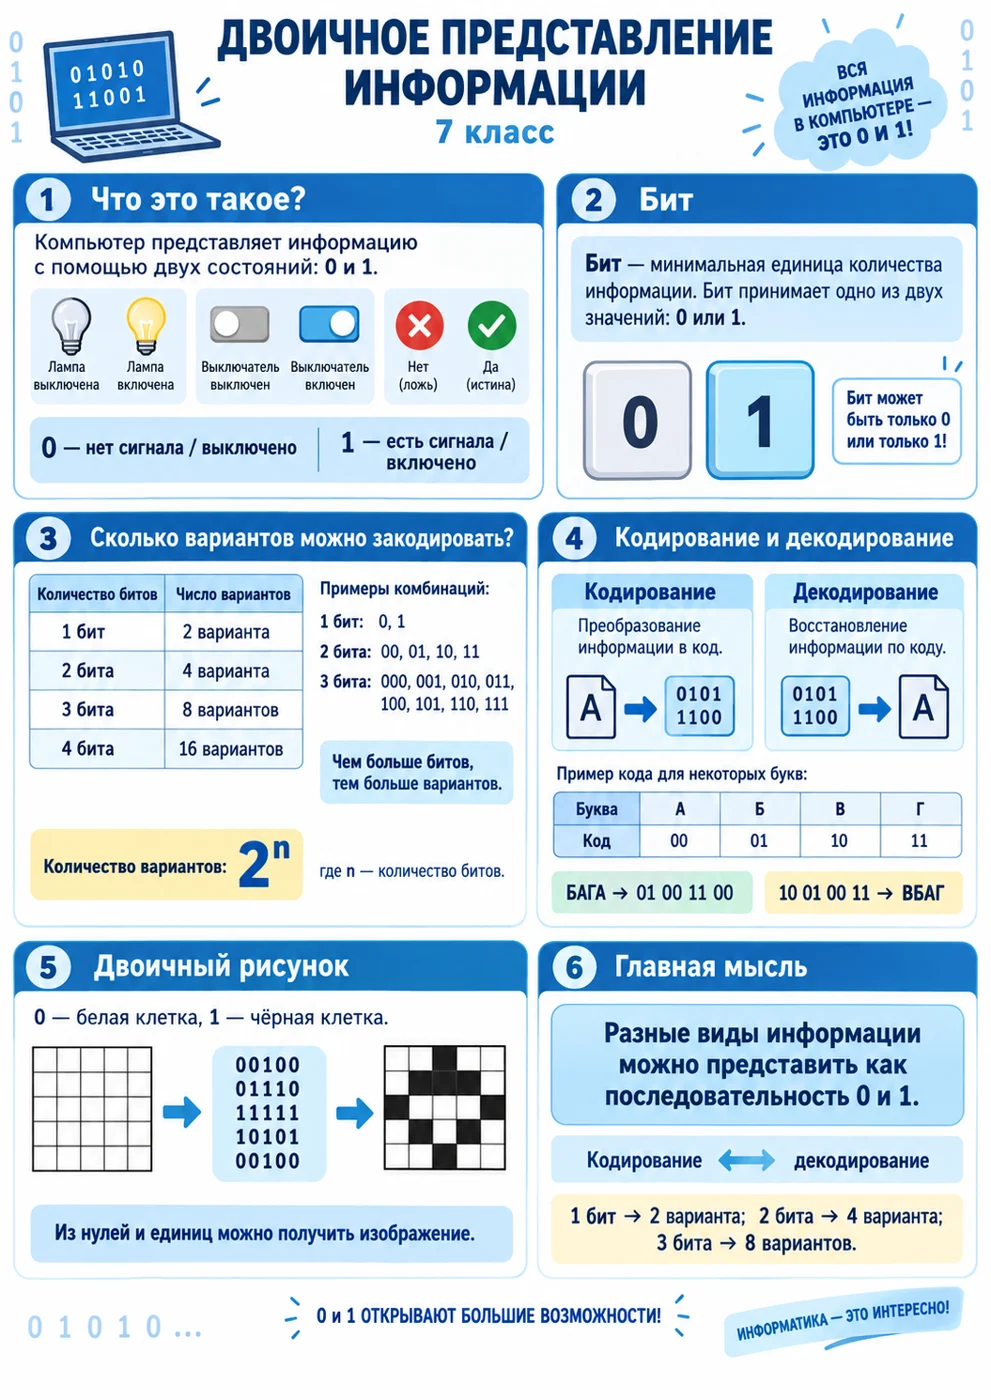 0
1
0
1
01010
11001
ДВОИЧНОЕ ПРЕДСТАВЛЕНИЕ
ИНФОРМАЦИИ
7 класс
ВСЯ
ИНФОРМАЦИЯ
В КОМПЬЮТЕРЕ —
ЭТО 0 И 1!
0
1
0
1
1 Что это такое?
Компьютер представляет информацию
с помощью двух состояний: 0 и 1.
Лампа
выключена
Лампа
включена
Выключатель
выключен
Выключатель
включен
Нет
(ложь)
Да
(истина)
0 — нет сигнала / выключено
1 — есть сигнала /
включено
2 Бит
Бит — минимальная единица количества
информации. Бит принимает одно из двух
значений: 0 или 1.
0 1
Бит может
быть только 0
или только 1!
3 Сколько вариантов можно закодировать?
Количество битов Число вариантов
1 бит 2 варианта
2 бита 4 варианта
3 бита 8 вариантов
4 бита 16 вариантов
Примеры комбинаций:
1 бит: 0, 1
2 бита: 00, 01, 10, 11
3 бита: 000, 001, 010, 011,
100, 101, 110, 111
Чем больше битов,
тем больше вариантов.
Количество вариантов: 2ⁿ
где n — количество битов.
4 Кодирование и декодирование
Кодирование
Преобразование
информации в код.
A → 0101
1100
Декодирование
Восстановление
информации по коду.
0101
1100 → A
Пример кода для некоторых букв:
Буква А Б В Г
Код 00 01 10 11
БАГА → 01 00 11 00
10 01 00 11 → ВБАГ
5 Двоичный рисунок
0 — белая клетка, 1 — чёрная клетка.
00100
01110
11111
10101
00100
Из нулей и единиц можно получить изображение.
6 Главная мысль
Разные виды информации
можно представить как
последовательность 0 и 1.
Кодирование ↔ декодирование
1 бит → 2 варианта; 2 бита → 4 варианта;
3 бита → 8 вариантов.
0 1 0 1 0 ...
0 и 1 ОТКРЫВАЮТ БОЛЬШИЕ ВОЗМОЖНОСТИ!
ИНФОРМАТИКА — ЭТО ИНТЕРЕСНО!